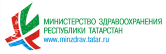 МИНИСТЕРСТВО ЗДРАВООХРАНЕНИЯ
РЕСПУБЛИКИ ТАТАРСТАН
www.minzdrav.tatar.ru